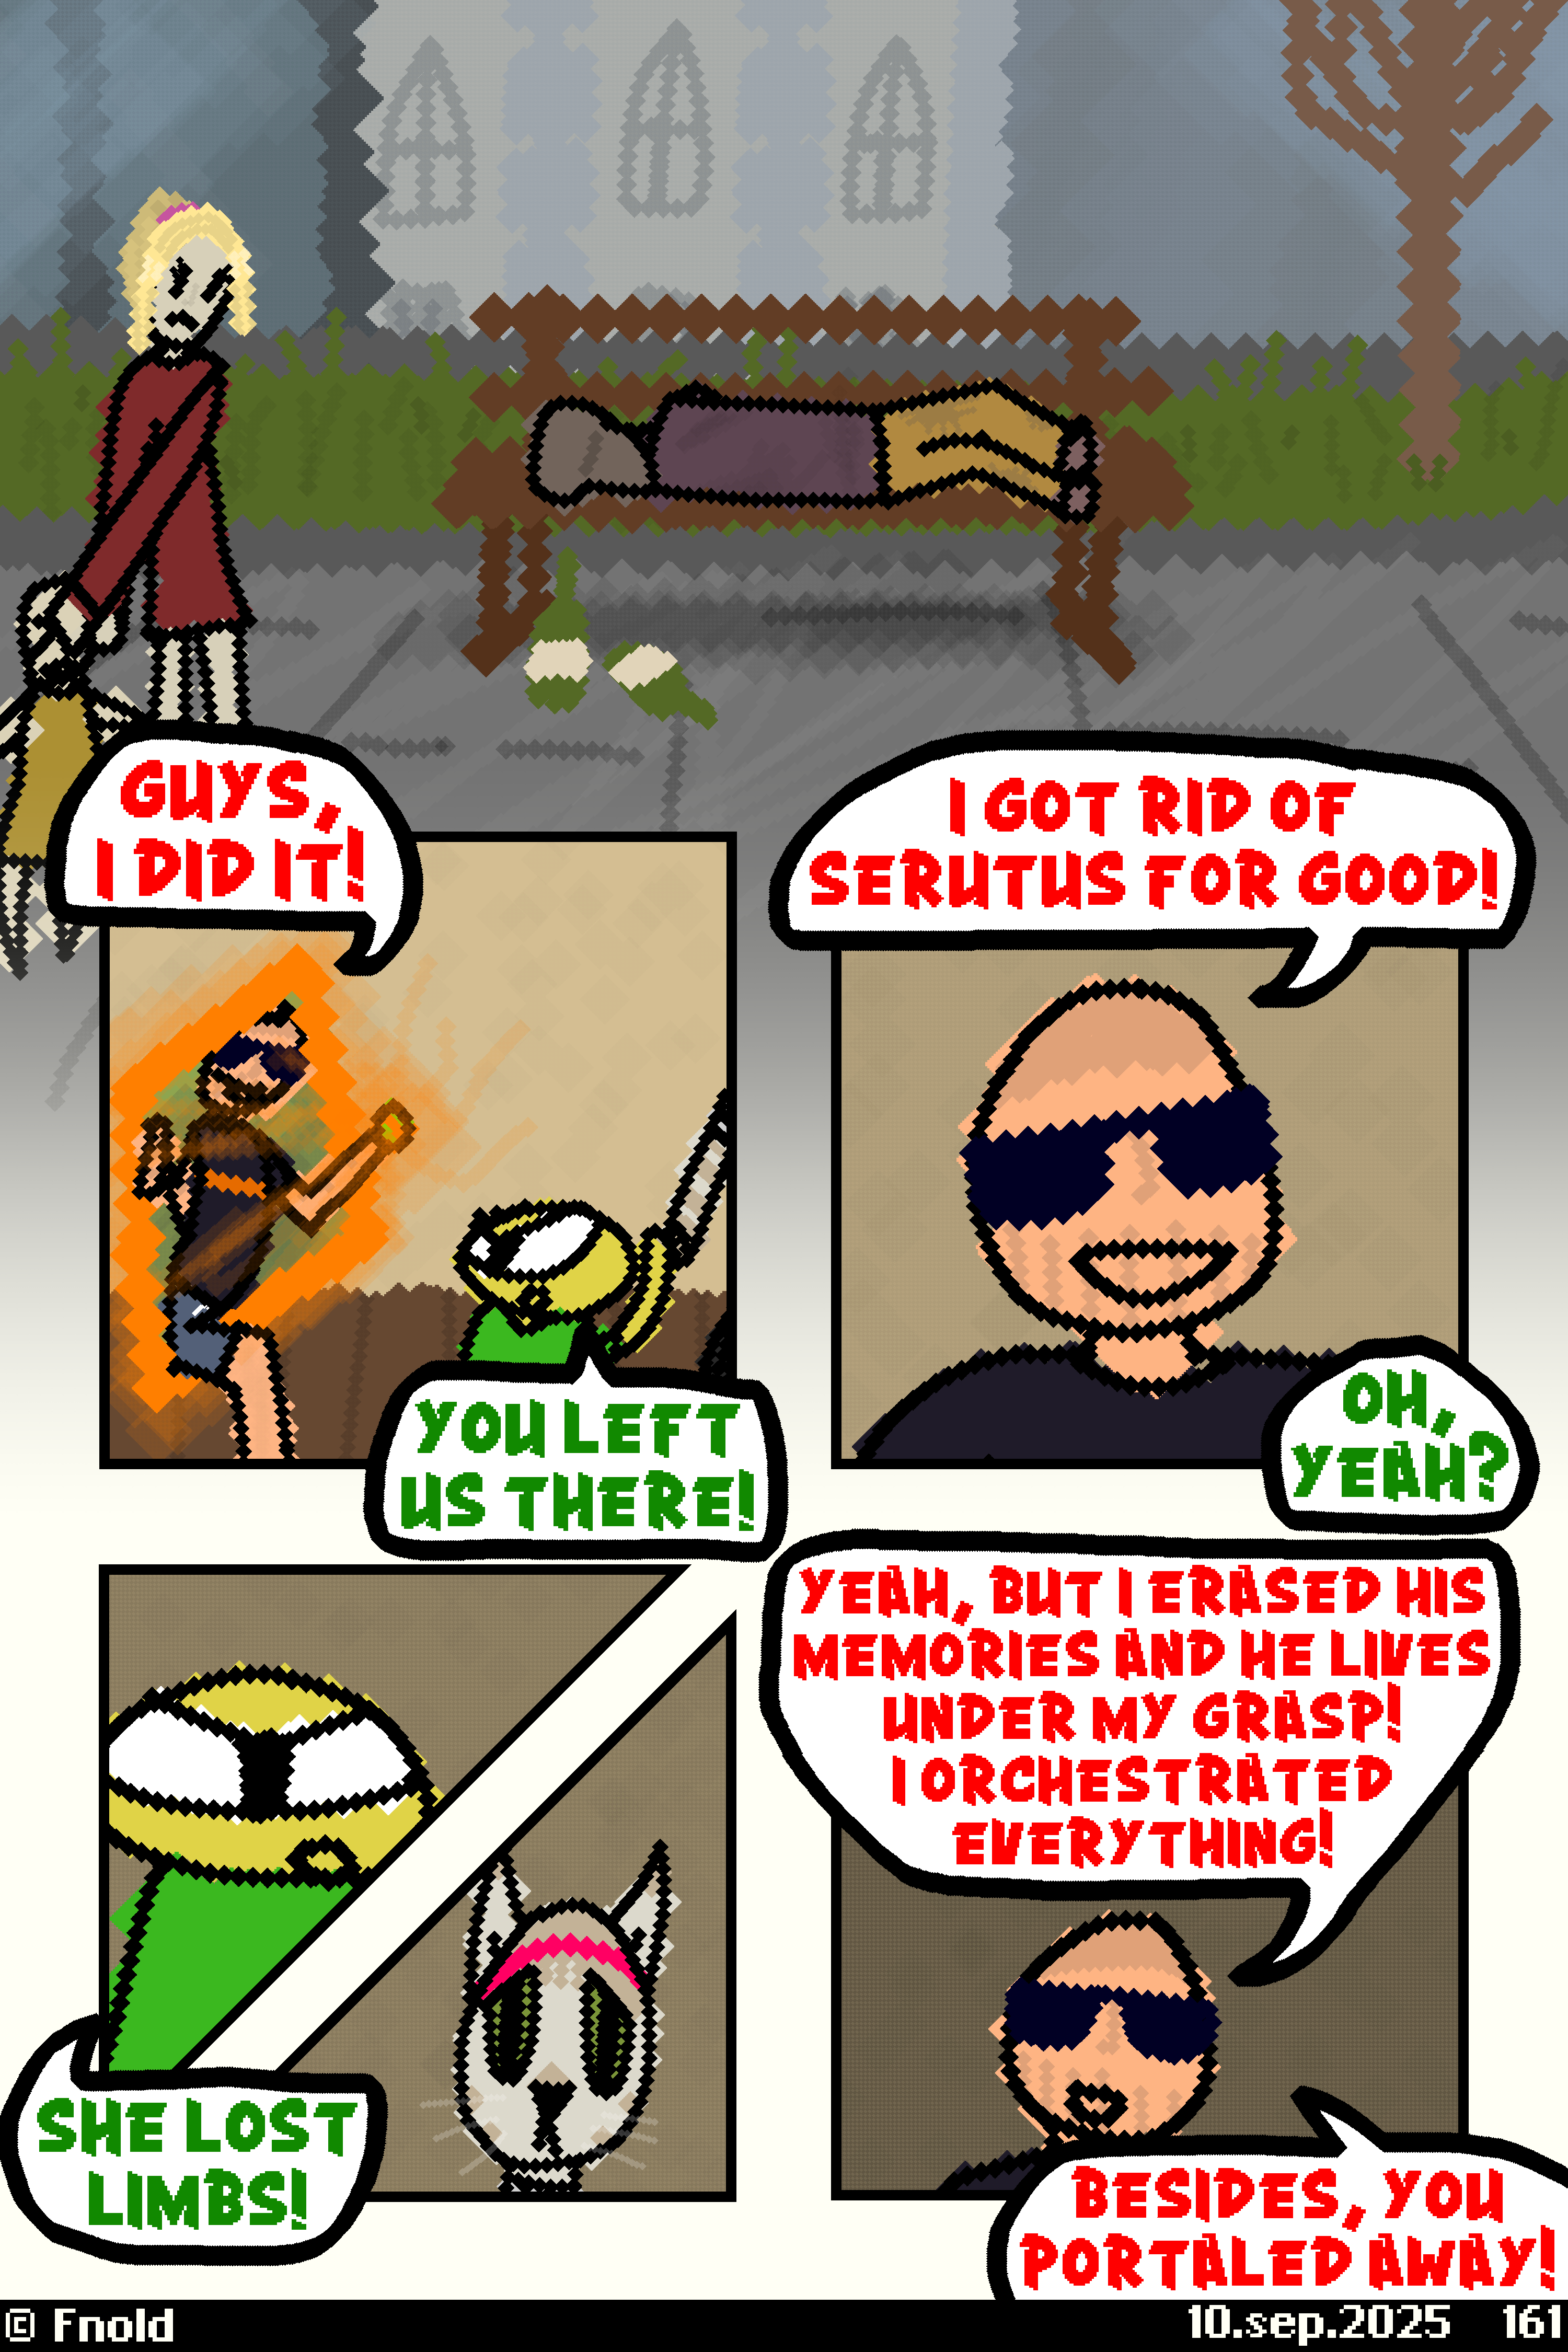 GUYS,
I DID IT!
YOU LEFT
US THERE!
I GOT RID OF
SERUTUS FOR GOOD!
OH,
YEAH?
SHE LOST
LIMBS!
YEAH, BUT I ERASED HIS
MEMORIES AND HE LIVES
UNDER MY GRASP!
I ORCHESTRATED
EVERYTHING!
BESIDES, YOU
PORTALED AWAY!
© Fnold
10.sep.2025 161